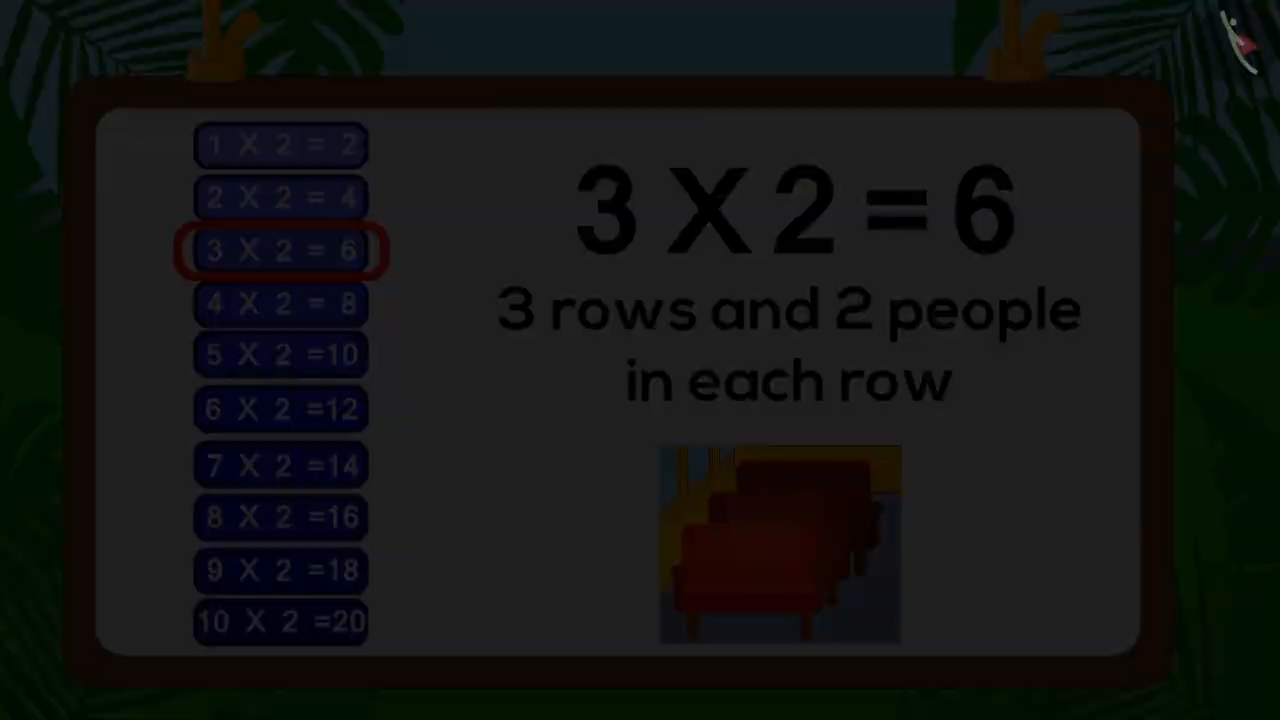 1 X 2 = 2
2 X 2 = 4
3 X 2 = 6
4 X 2 = 8
5 X 2 =10
6 X 2 =12
7 X 2 =14
8 X 2 =16
9 X 2 =18
10 X 2 =20
3 X 2 = 6
3 rows and 2 people
in each row